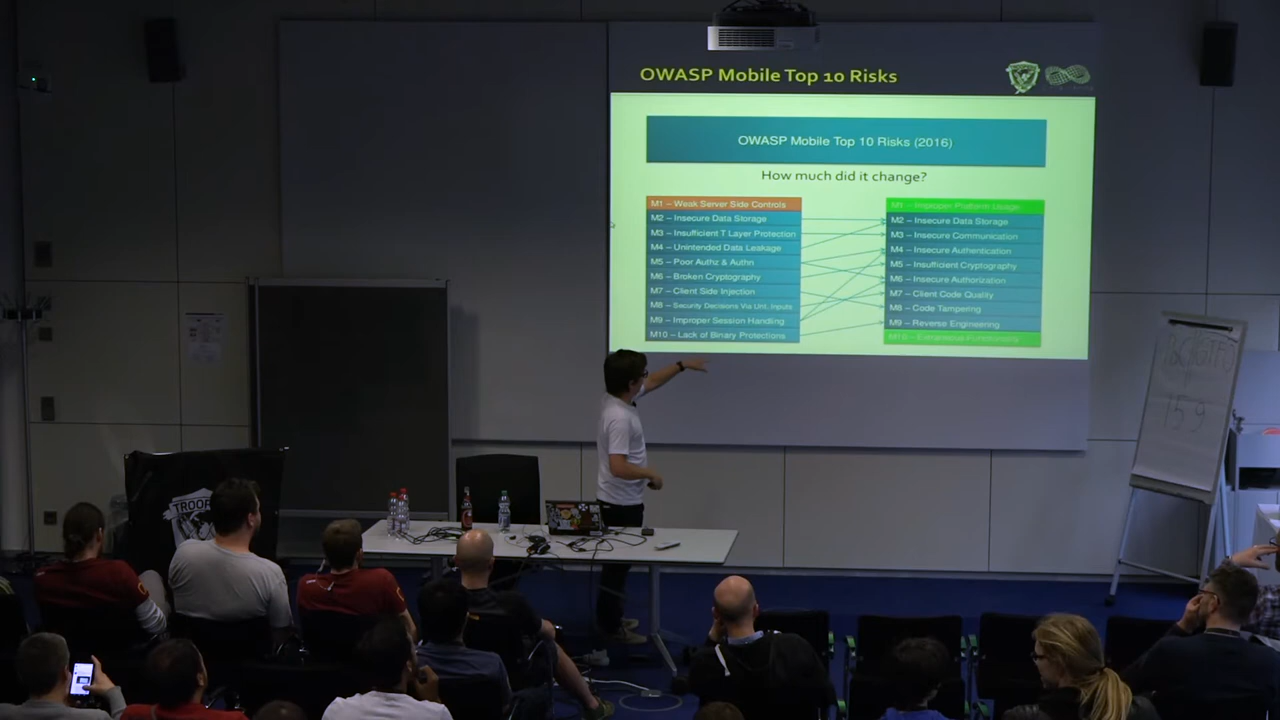 OWASP Mobile Top 10 Risks
OWASP Mobile Top 10 Risks (2016)
How much did it change?
M1 – Weak Server Side Controls
M2 – Insecure Data Storage
M3 – Insufficient T Layer Protection
M4 – Unintended Data Leakage
M5 – Poor Authz & Authn
M6 – Broken Cryptography
M7 – Client Side Injection
M8 – Security Decisions Via Unt. Inputs
M9 – Improper Session Handling
M10 – Lack of Binary Protections
M1 – Improper Platform Usage
M2 – Insecure Data Storage
M3 – Insecure Communication
M4 – Insecure Authentication
M5 – Insufficient Cryptography
M6 – Insecure Authorization
M7 – Client Code Quality
M8 – Code Tampering
M9 – Reverse Engineering
M10 – Extraneous Functionality
TROOP
159